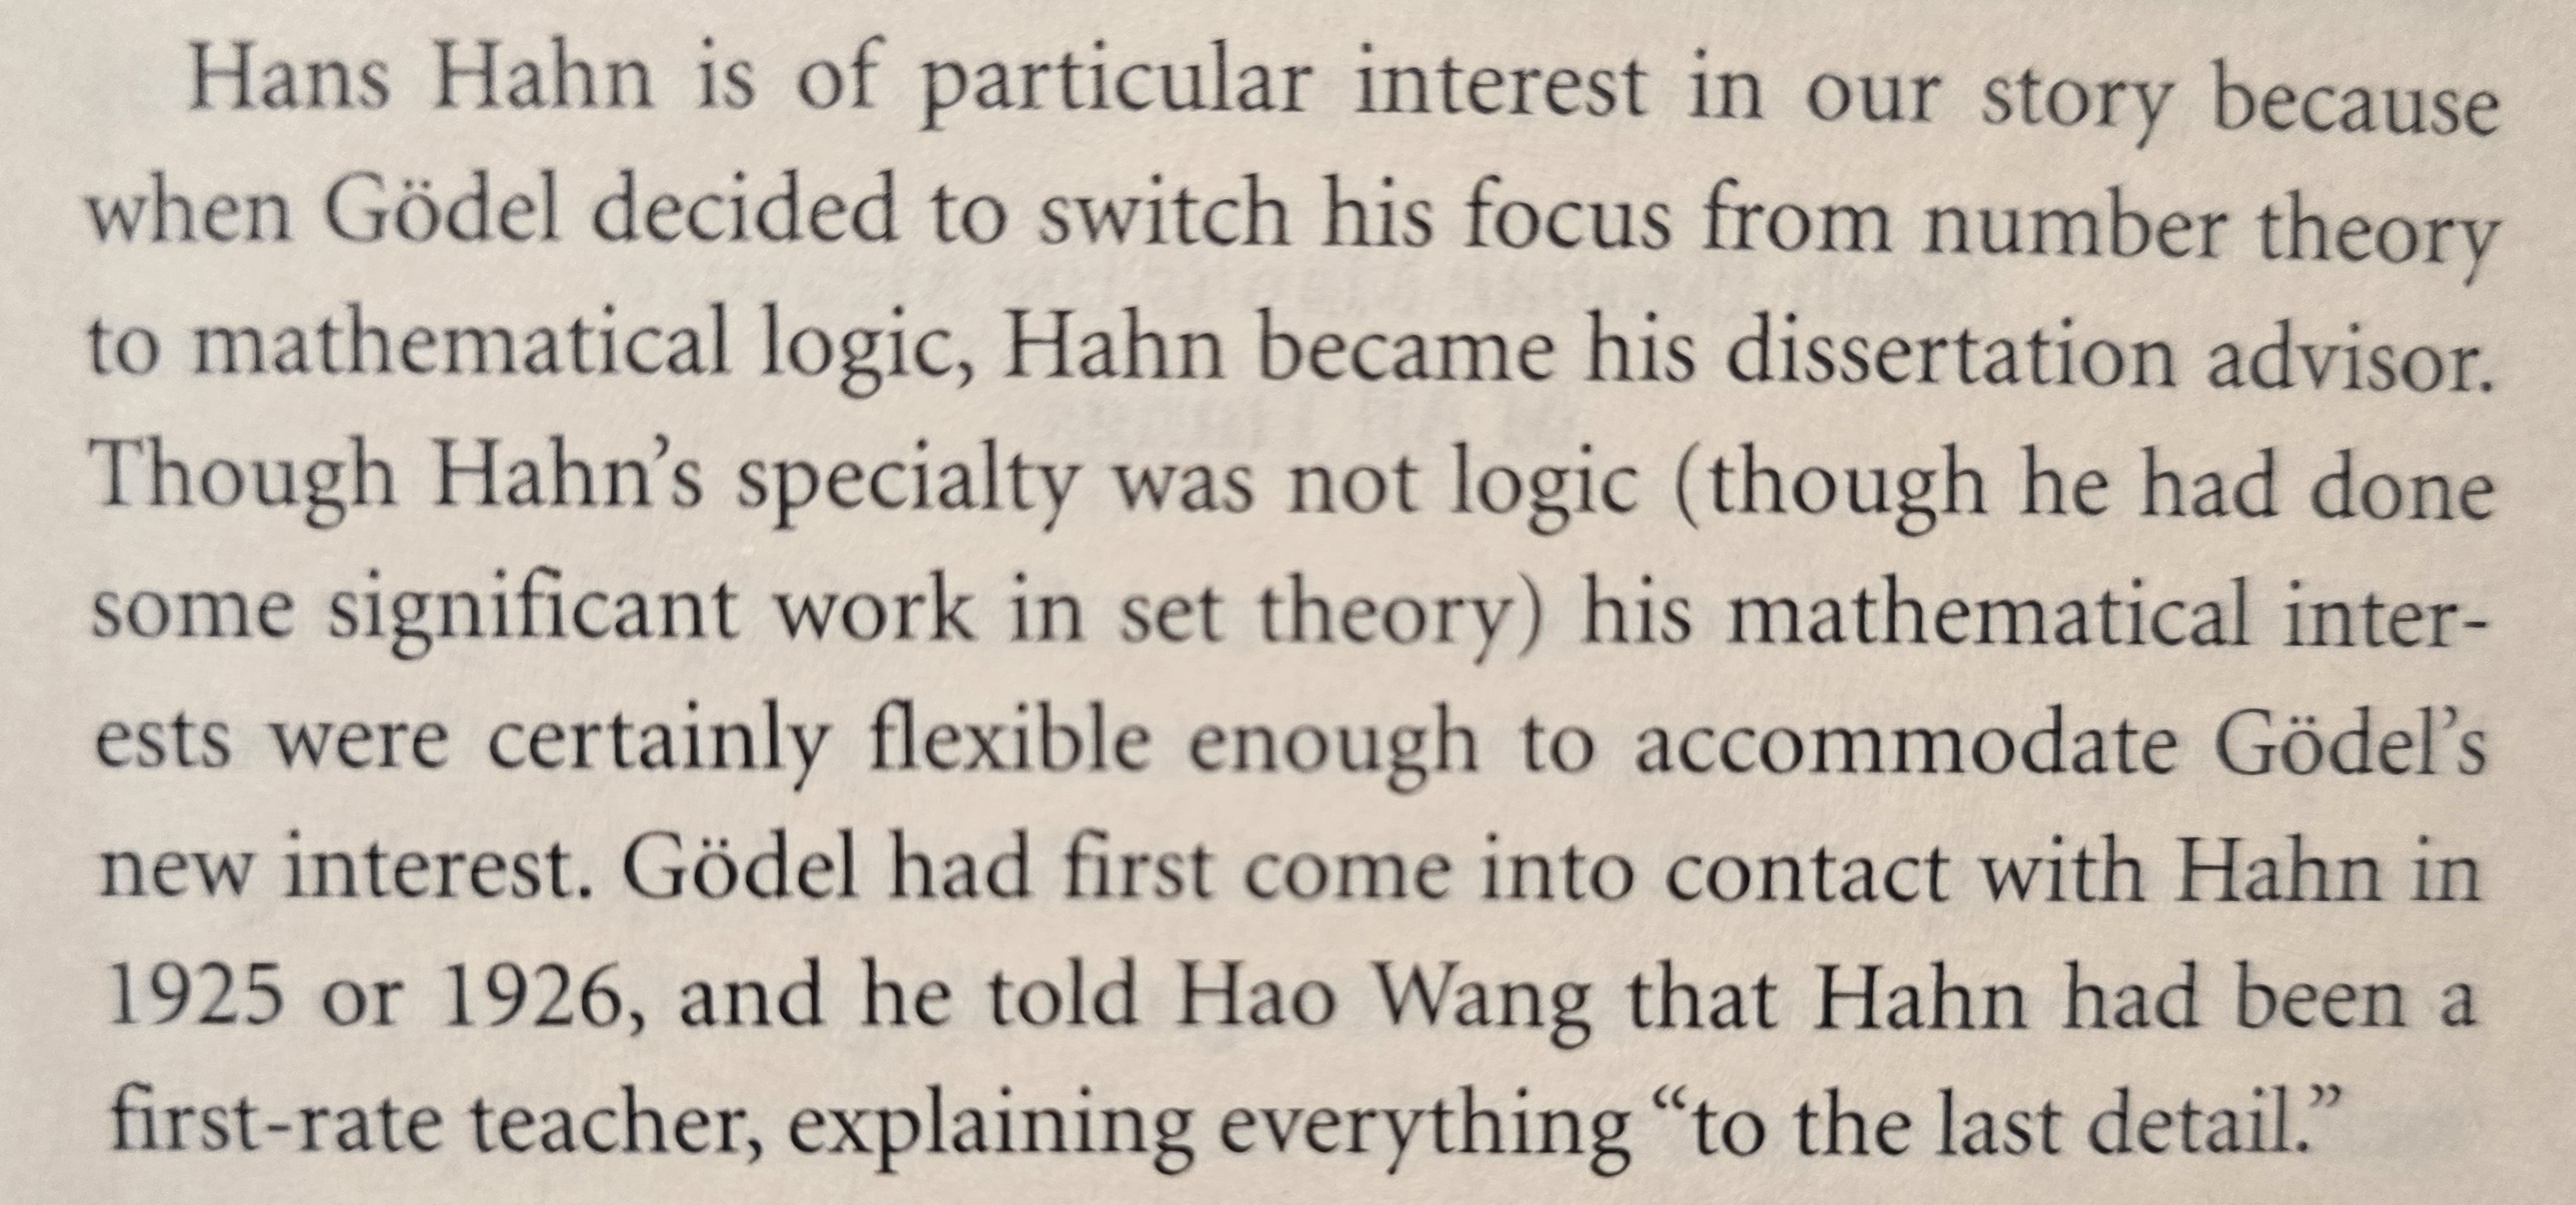 Hans Hahn is of particular interest in our story because
when Gödel decided to switch his focus from number theory
to mathematical logic, Hahn became his dissertation advisor.
Though Hahn’s specialty was not logic (though he had done
some significant work in set theory) his mathematical inter-
ests were certainly flexible enough to accommodate Gödel’s
new interest. Gödel had first come into contact with Hahn in
1925 or 1926, and he told Hao Wang that Hahn had been a
first-rate teacher, explaining everything “to the last detail.”